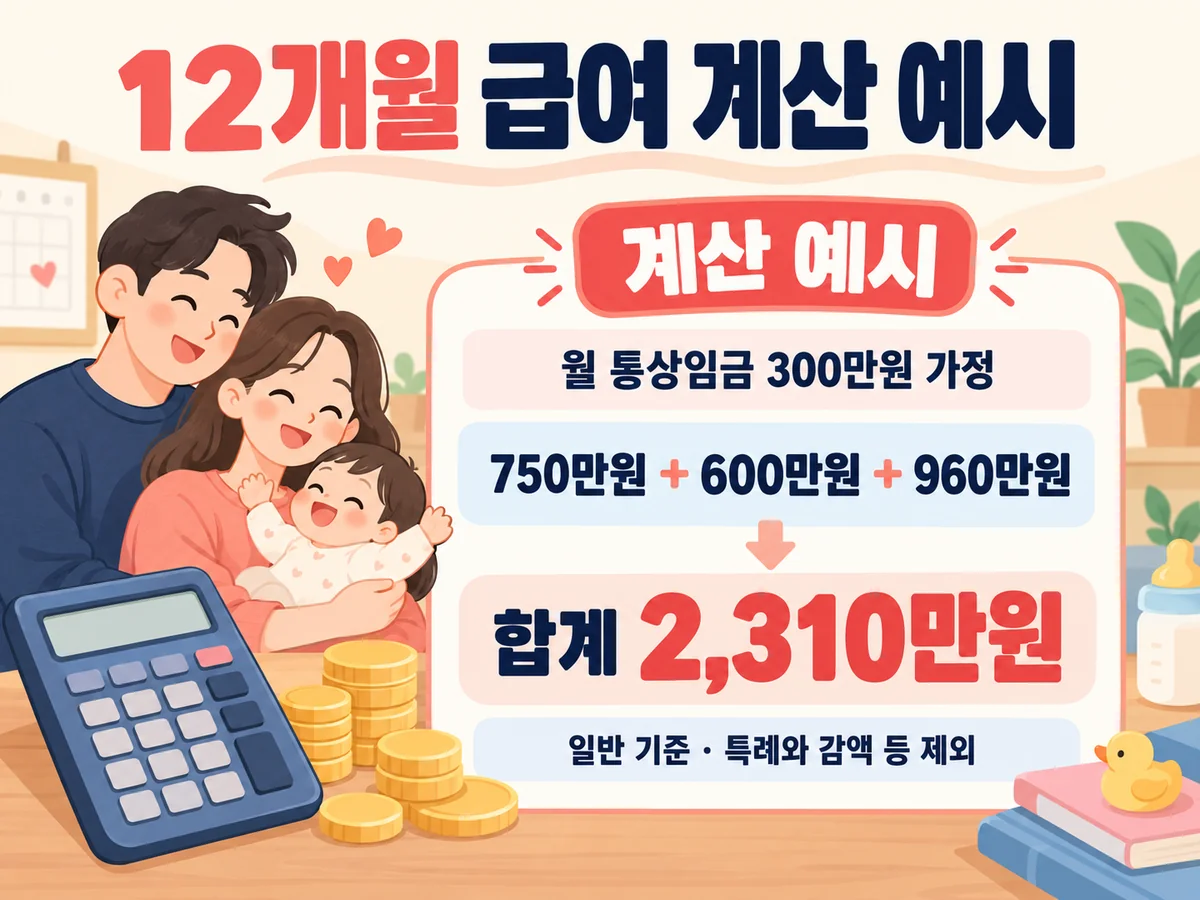 12개월 급여 계산 예시
계산 예시
월 통상임금 300만원 가정
750만원 + 600만원 + 960만원
합계 2,310만원
일반 기준 · 특례와 감액 등 제외